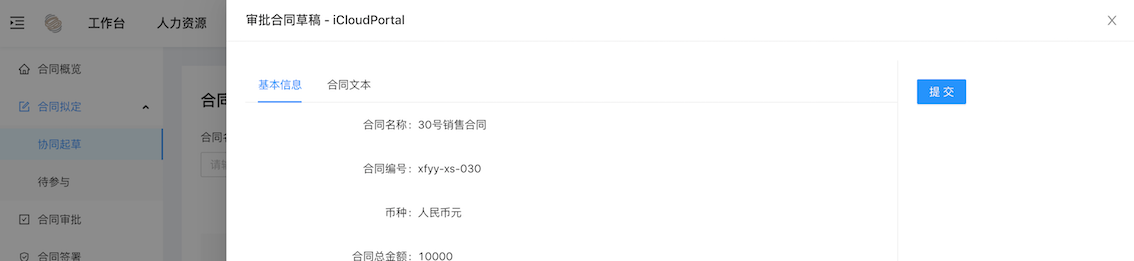 工作台 人力资源
审批合同草稿 - iCloudPortal
合同概览
合同拟定
协同起草
待参与
合同审批
合同签署
合同
合同名
请输
基本信息 合同文本
提 交
合同名称: 30号销售合同
合同编号: xfyy-xs-030
币种: 人民币元
合同总金额: 10000